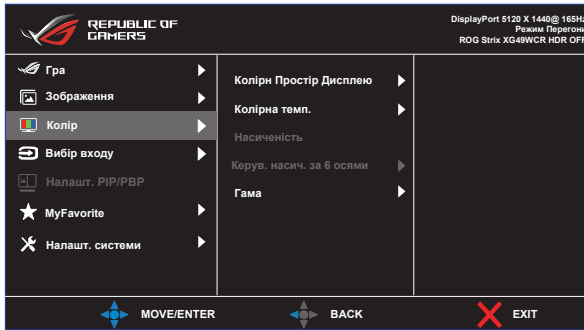 REPUBLIC OF
GAMERS
DisplayPort 5120 X 1440@ 165Hz
Режим Перегони
ROG Strix XG49WCR HDR OFF
Гра
Зображення
Колір
Вибір входу
Налашт. PIP/PBP
MyFavorite
Налашт. системи
Колірн Простір Дисплею
Колірна темп.
Насиченість
Керув. насич. за 6 осями
Гама
MOVE/ENTER
BACK
EXIT